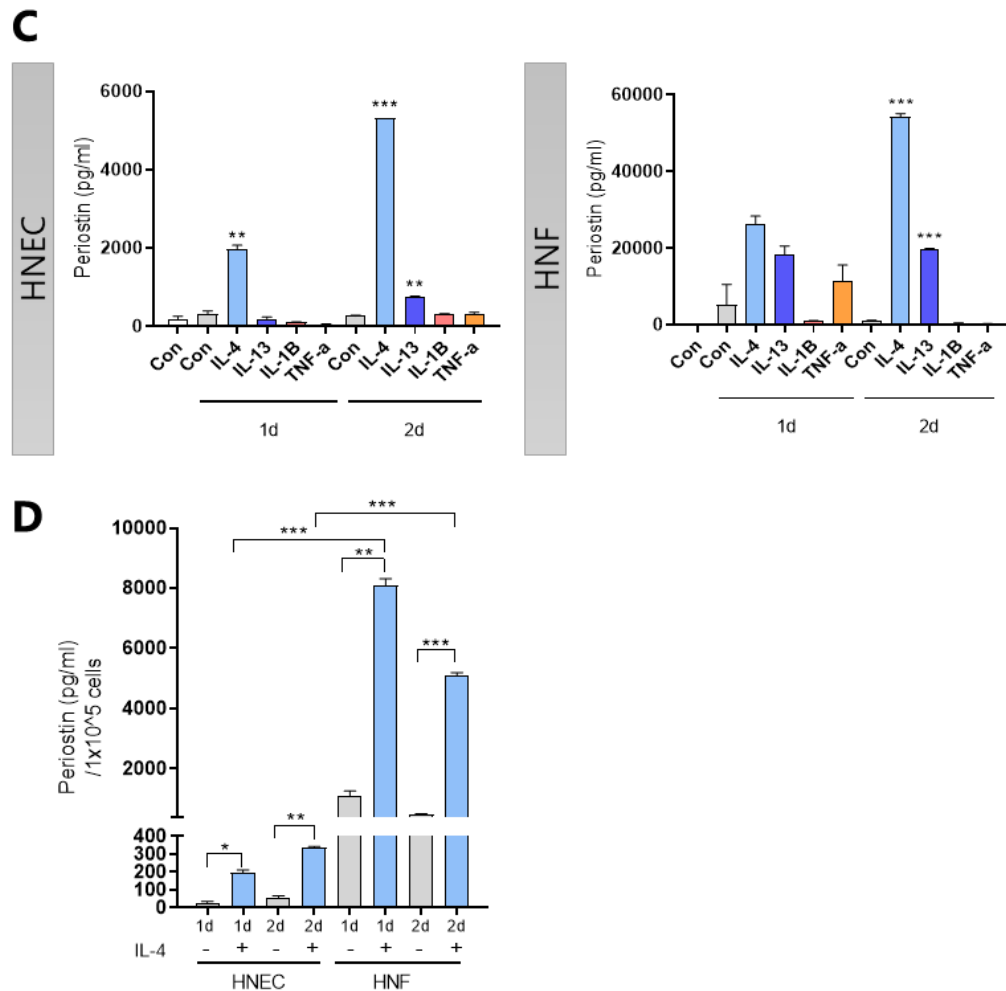 C
HNEC
Periostin (pg/ml)
6000
4000
2000
0
**
***
**
Con
Con
IL-4
IL-13
IL-1B
TNF-a
Con
IL-4
IL-13
IL-1B
TNF-a
1d
2d
HNF
Periostin (pg/ml)
60000
40000
20000
0
***
***
Con
Con
IL-4
IL-13
IL-1B
TNF-a
Con
IL-4
IL-13
IL-1B
TNF-a
1d
2d
D
Periostin (pg/ml)
/1x10^5 cells
10000
8000
6000
4000
2000
400
300
200
100
0
***
***
**
***
*
**
1d 1d 2d 2d 1d 1d 2d 2d
IL-4 - + - + - + - +
HNEC HNF